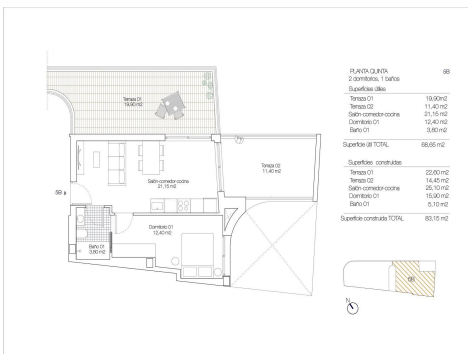 Terraza 01
19,90 m2
Terraza 02
11,40 m2
Salón-comedor-cocina
21,15 m2
5B
Dormitorio 01
12,40 m2
Baño 01
3,80 m2
PLANTA QUINTA 5B
2 dormitorios, 1 baños
Superficies útiles
Terraza 01 19,90m2
Terraza 02 11,40 m2
Salón-comedor-cocina 21,15 m2
Dormitorio 01 12,40 m2
Baño 01 3,80 m2
Superficie útil TOTAL 68,65 m2
Superficies construidas
Terraza 01 22,60 m2
Terraza 02 14,45 m2
Salón-comedor-cocina 25,10 m2
Dormitorio 01 15,90 m2
Baño 01 5,10 m2
Superficie construida TOTAL 83,15 m2
5B
N